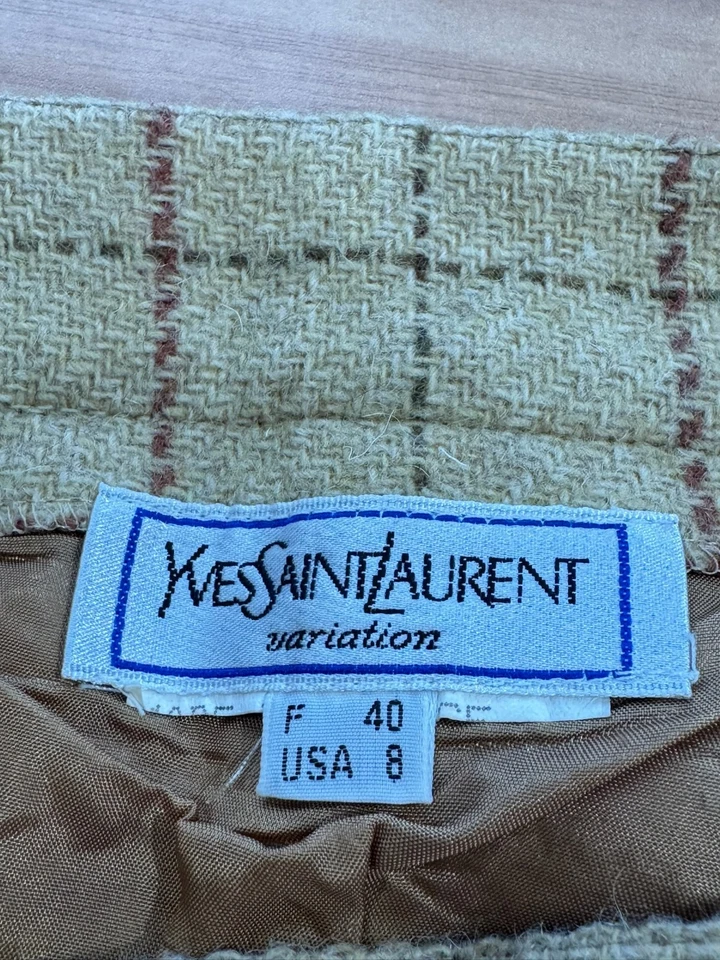 YVESSAINTLAURENT
variation
F 40
USA 8